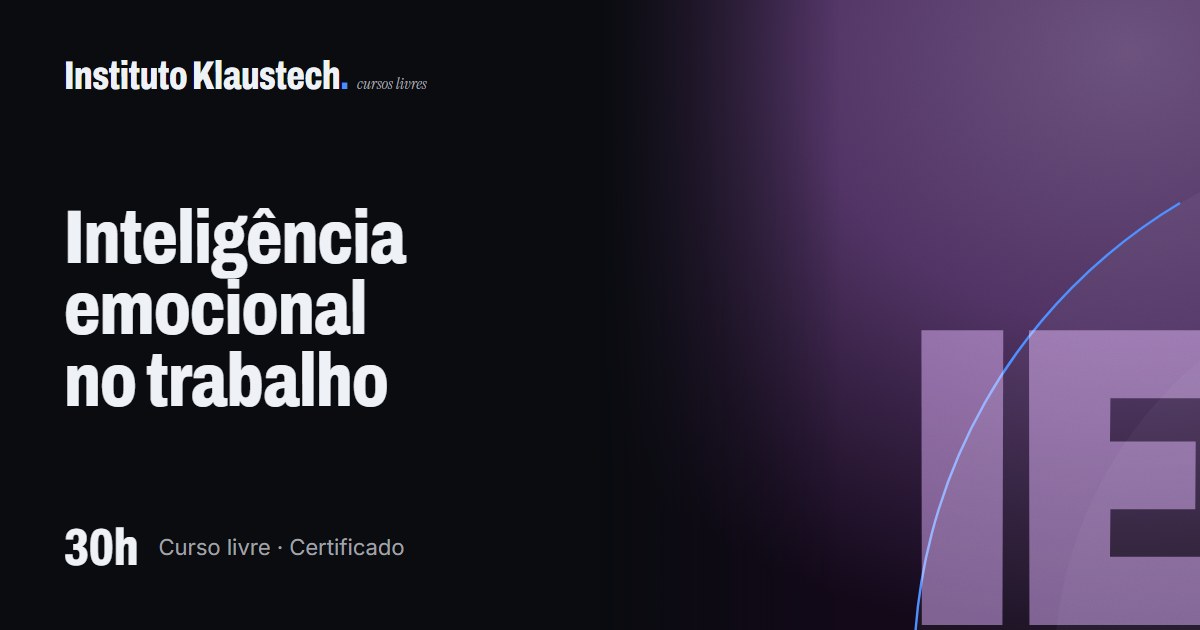 Instituto Klaustech. cursos livres
Inteligência
emocional
no trabalho
30h Curso livre · Certificado
IE